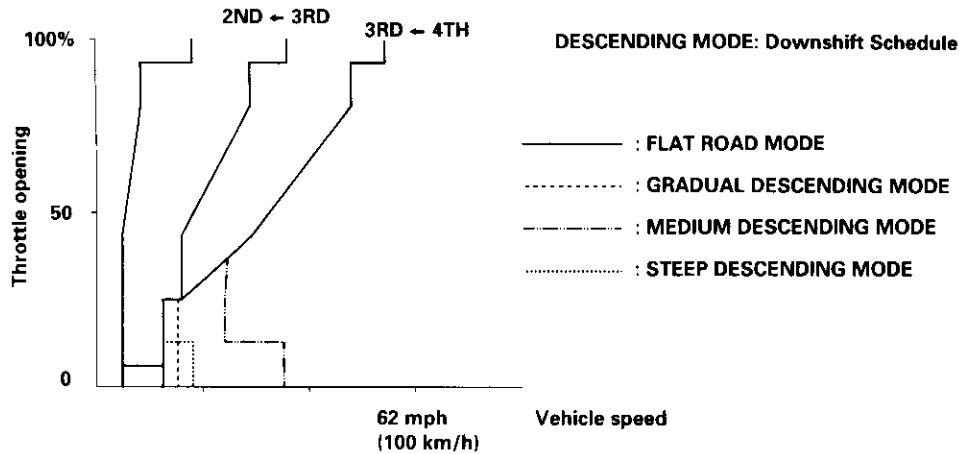 2ND ← 3RD
100%
3RD ← 4TH
DESCENDING MODE: Downshift Schedule
: FLAT ROAD MODE
: GRADUAL DESCENDING MODE
50
: MEDIUM DESCENDING MODE
: STEEP DESCENDING MODE
Throttle opening
0
62 mph
(100 km/h)
Vehicle speed